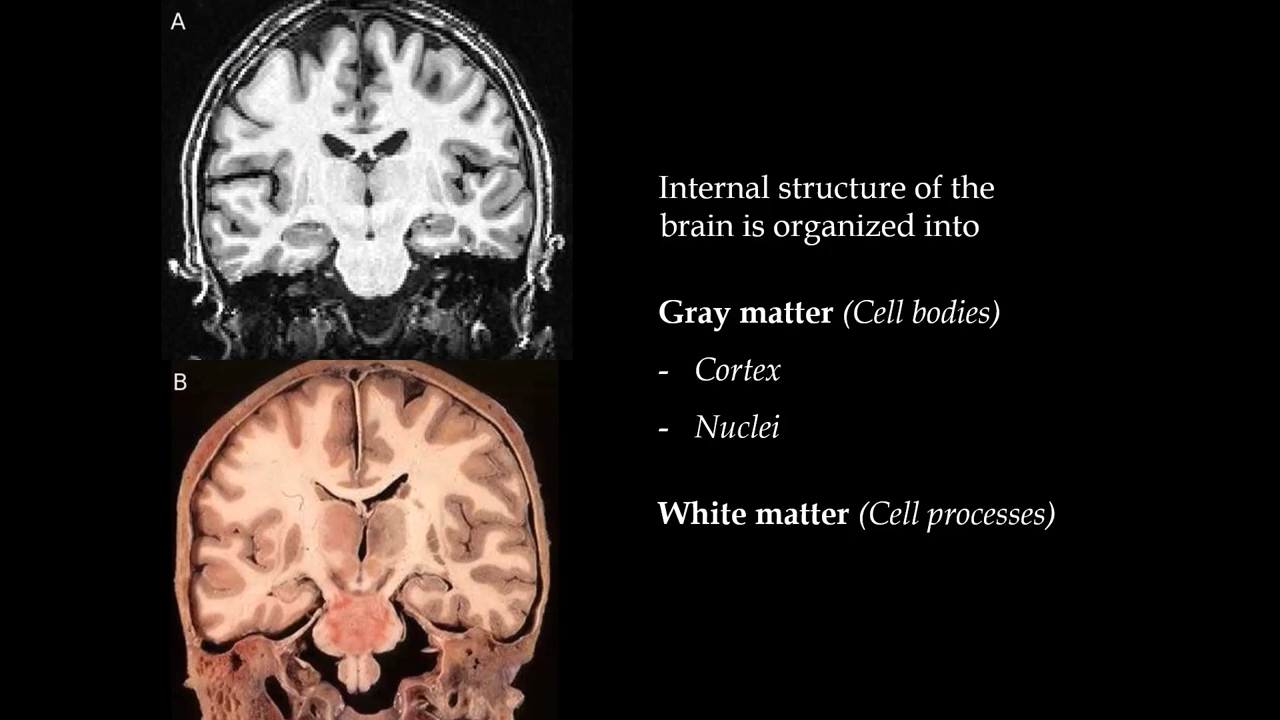 A
B
Internal structure of the
brain is organized into
Gray matter (Cell bodies)
- Cortex
- Nuclei
White matter (Cell processes)